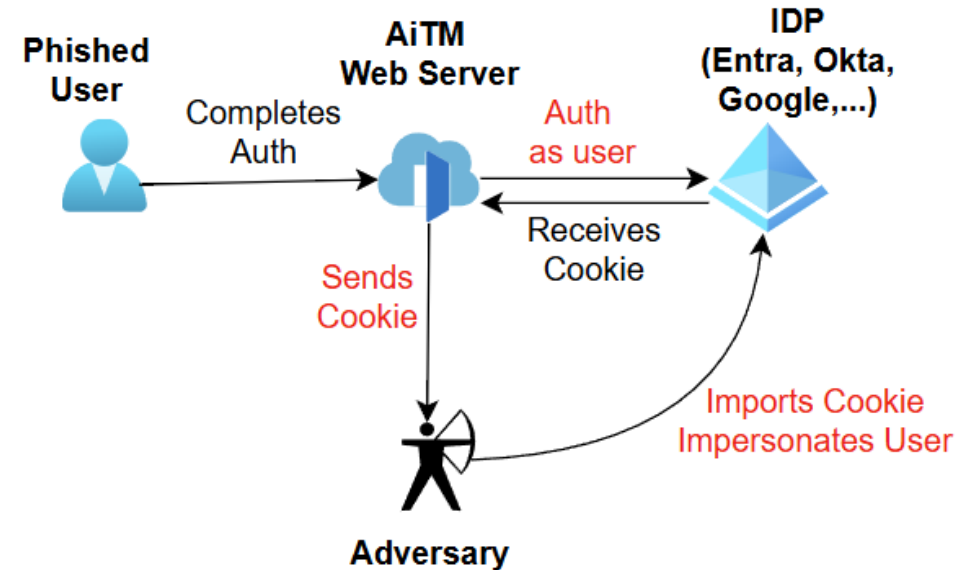 Phished
User
AiTM
Web Server
IDP
(Entra, Okta,
Google,...)
Completes
Auth
Auth
as user
Receives
Cookie
Sends
Cookie
Imports Cookie
Impersonates User
Adversary